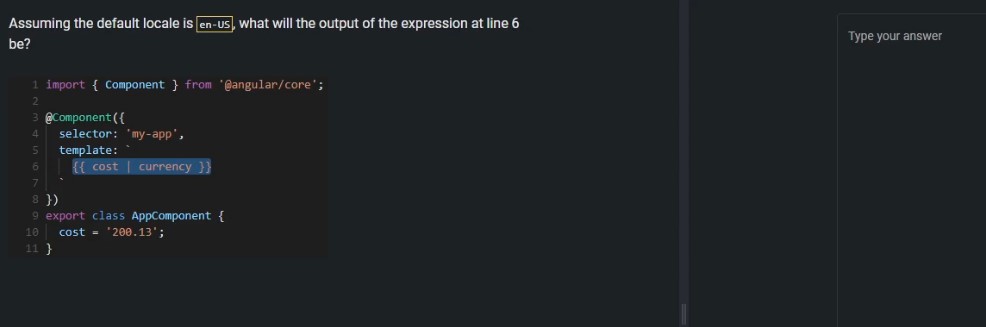 Assuming the default locale is en-US, what will the output of the expression at line 6
be?
Type your answer
1 import { Component } from '@angular/core';
2
3 @Component({
4 selector: 'my-app',
5 template: `
6 {{ cost | currency }}
7 `
8 })
9 export class AppComponent {
10 cost = '200.13';
11 }